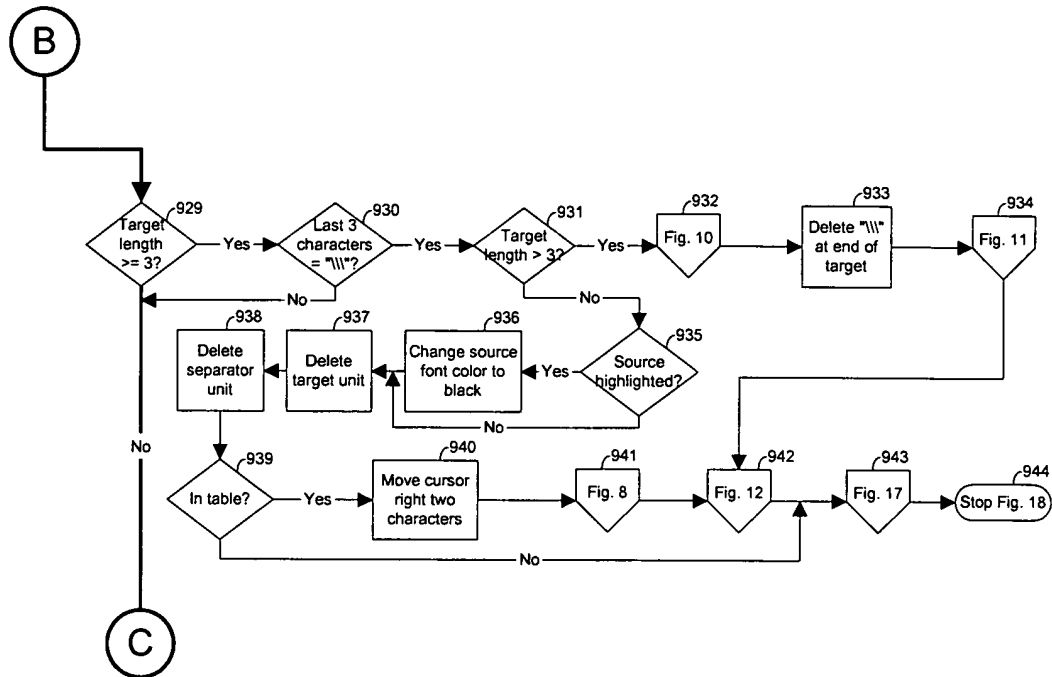 B
929
Target
length
>= 3?
Yes
930
Last 3
characters
= "\\\"?
Yes
931
Target
length > 3?
Yes
932
Fig. 10
933
Delete "\\\"
at end of
target
934
Fig. 11
No
No
938
Delete
separator
unit
937
Delete
target unit
936
Change source
font color to
black
Yes
935
Source
highlighted?
No
No
939
In table?
Yes
940
Move cursor
right two
characters
941
Fig. 8
942
Fig. 12
943
Fig. 17
944
Stop Fig. 18
No
C